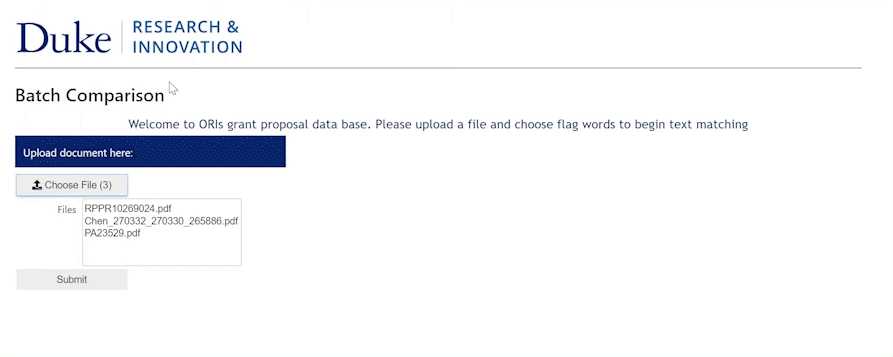 Duke
RESEARCH &
INNOVATION
Batch Comparison
Welcome to ORIs grant proposal data base. Please upload a file and choose flag words to begin text matching
Upload document here:
Choose File (3)
Files
RPPR10269024.pdf
Chen_270332_270330_265886.pdf
PA23529.pdf
Submit